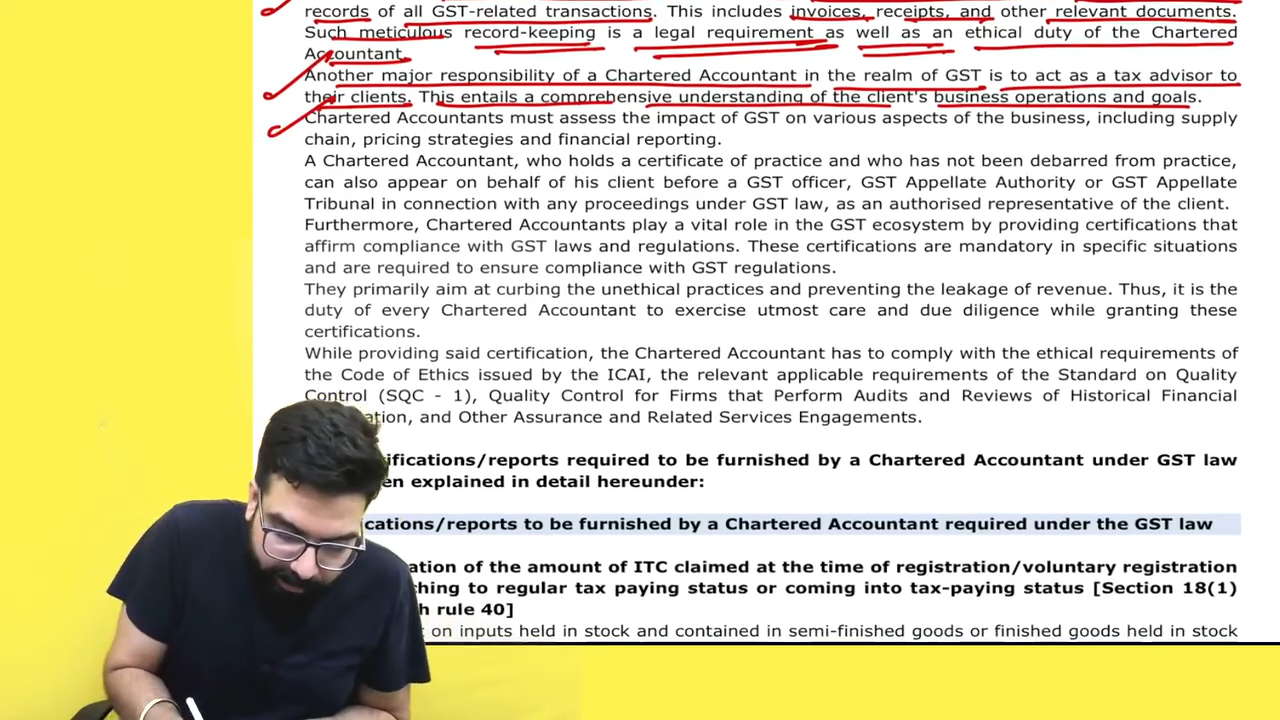 records of all GST-related transactions. This includes invoices, receipts, and other relevant documents.
Such meticulous record-keeping is a legal requirement as well as an ethical duty of the Chartered
Accountant.
Another major responsibility of a Chartered Accountant in the realm of GST is to act as a tax advisor to
their clients. This entails a comprehensive understanding of the client's business operations and goals.
Chartered Accountants must assess the impact of GST on various aspects of the business, including supply
chain, pricing strategies and financial reporting.
A Chartered Accountant, who holds a certificate of practice and who has not been debarred from practice,
can also appear on behalf of his client before a GST officer, GST Appellate Authority or GST Appellate
Tribunal in connection with any proceedings under GST law, as an authorised representative of the client.
Furthermore, Chartered Accountants play a vital role in the GST ecosystem by providing certifications that
affirm compliance with GST laws and regulations. These certifications are mandatory in specific situations
and are required to ensure compliance with GST regulations.
They primarily aim at curbing the unethical practices and preventing the leakage of revenue. Thus, it is the
duty of every Chartered Accountant to exercise utmost care and due diligence while granting these
certifications.
While providing said certification, the Chartered Accountant has to comply with the ethical requirements of
the Code of Ethics issued by the ICAI, the relevant applicable requirements of the Standard on Quality
Control (SQC - 1), Quality Control for Firms that Perform Audits and Reviews of Historical Financial
ation, and Other Assurance and Related Services Engagements.
ifications/reports required to be furnished by a Chartered Accountant under GST law
en explained in detail hereunder:
cations/reports to be furnished by a Chartered Accountant required under the GST law
ation of the amount of ITC claimed at the time of registration/voluntary registration
hing to regular tax paying status or coming into tax-paying status [Section 18(1)
h rule 40]
on inputs held in stock and contained in semi-finished goods or finished goods held in stock